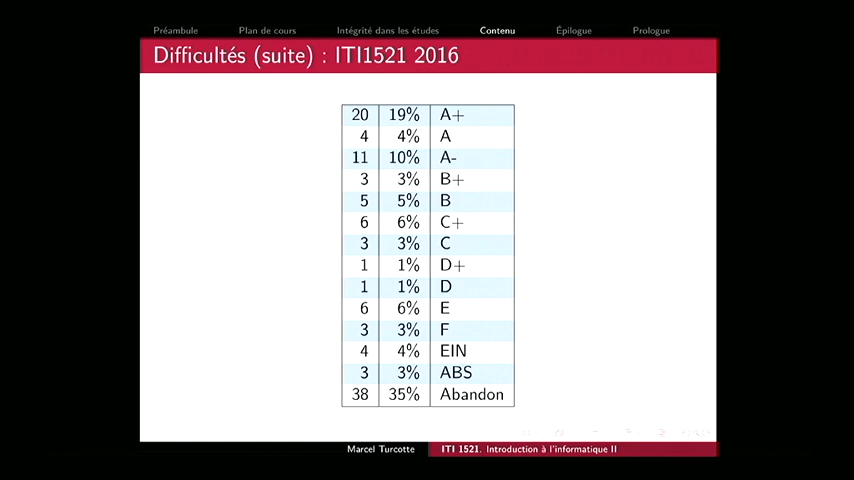 Préambule Plan de cours Intégrité dans les études Contenu Épilogue Prologue
Difficultés (suite) : ITI1521 2016
20 19% A+
4 4% A
11 10% A-
3 3% B+
5 5% B
6 6% C+
3 3% C
1 1% D+
1 1% D
6 6% E
3 3% F
4 4% EIN
3 3% ABS
38 35% Abandon
Marcel Turcotte ITI 1521. Introduction à l'informatique II